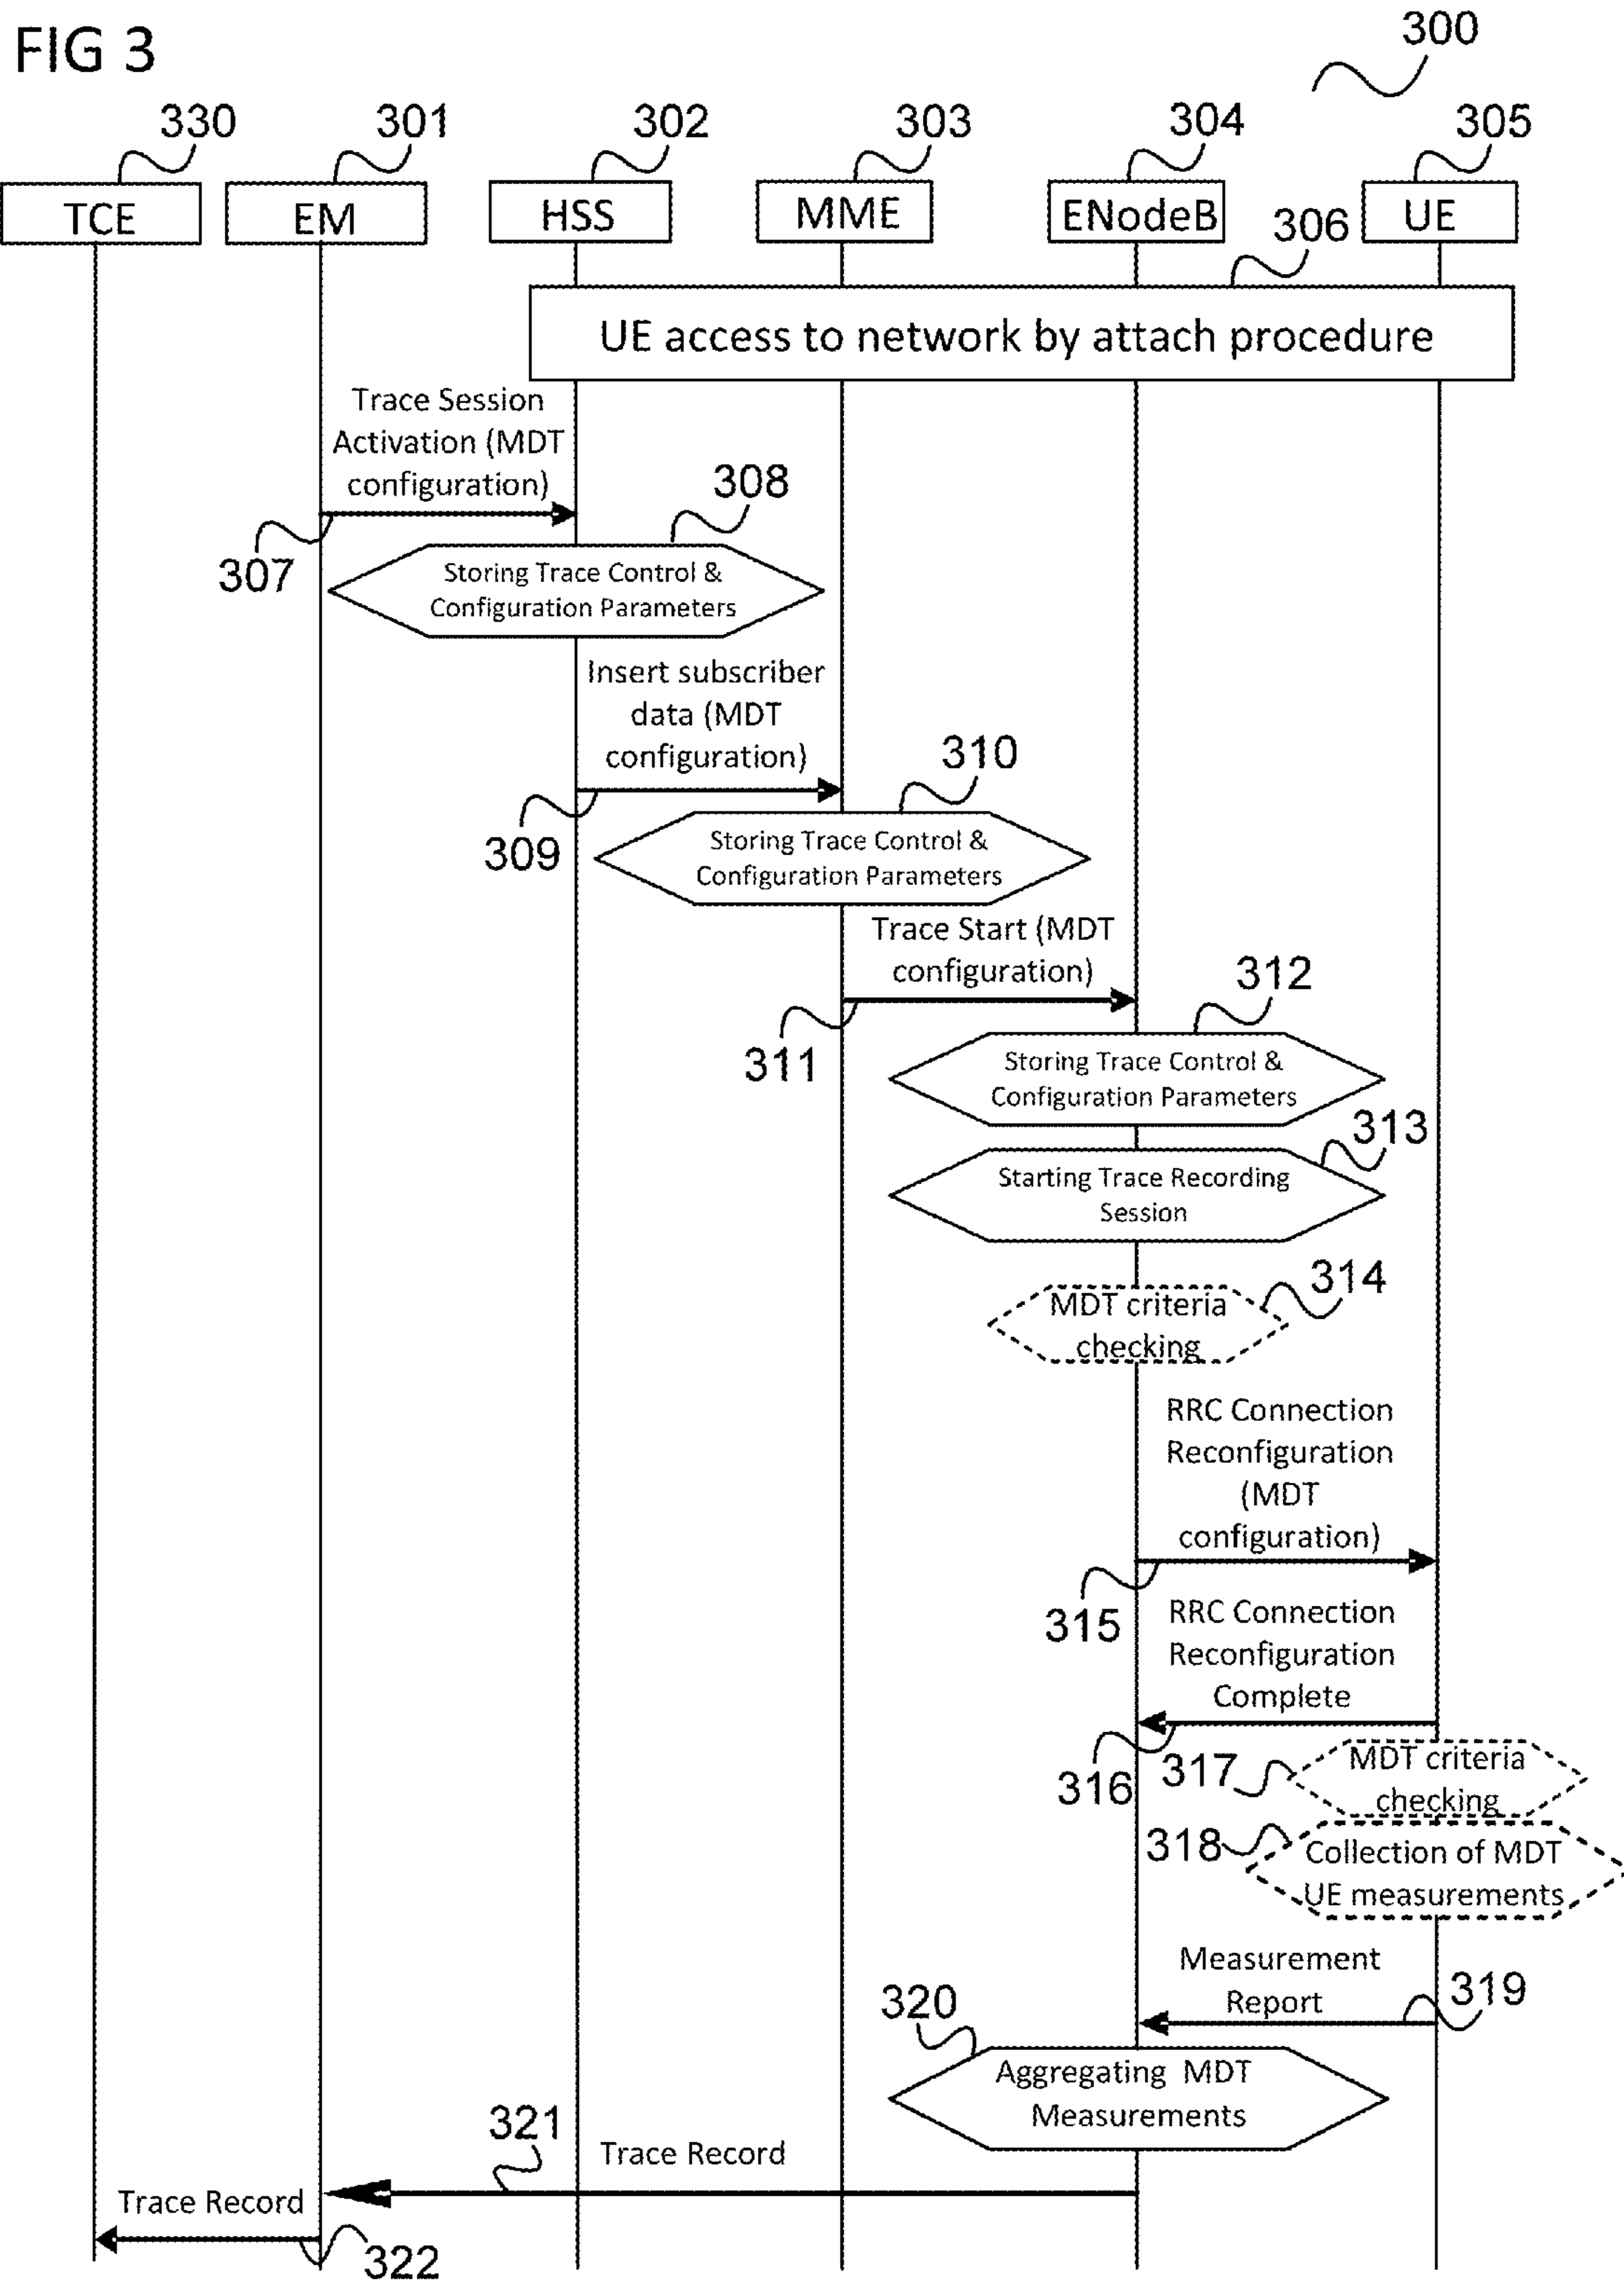 FIG 3
300
330
301
302
303
304
305
TCE
EM
HSS
MME
ENodeB
UE
306
UE access to network by attach procedure
Trace Session
Activation (MDT
configuration)
307
308
Storing Trace Control &
Configuration Parameters
Insert subscriber
data (MDT
configuration)
309
310
Storing Trace Control &
Configuration Parameters
Trace Start (MDT
configuration)
311
312
Storing Trace Control &
Configuration Parameters
313
Starting Trace Recording
Session
314
MDT criteria
checking
RRC Connection
Reconfiguration
(MDT
configuration)
315
RRC Connection
Reconfiguration
Complete
316
317
MDT criteria
checking
318
Collection of MDT
UE measurements
Measurement
Report
319
320
Aggregating MDT
Measurements
321
Trace Record
Trace Record
322